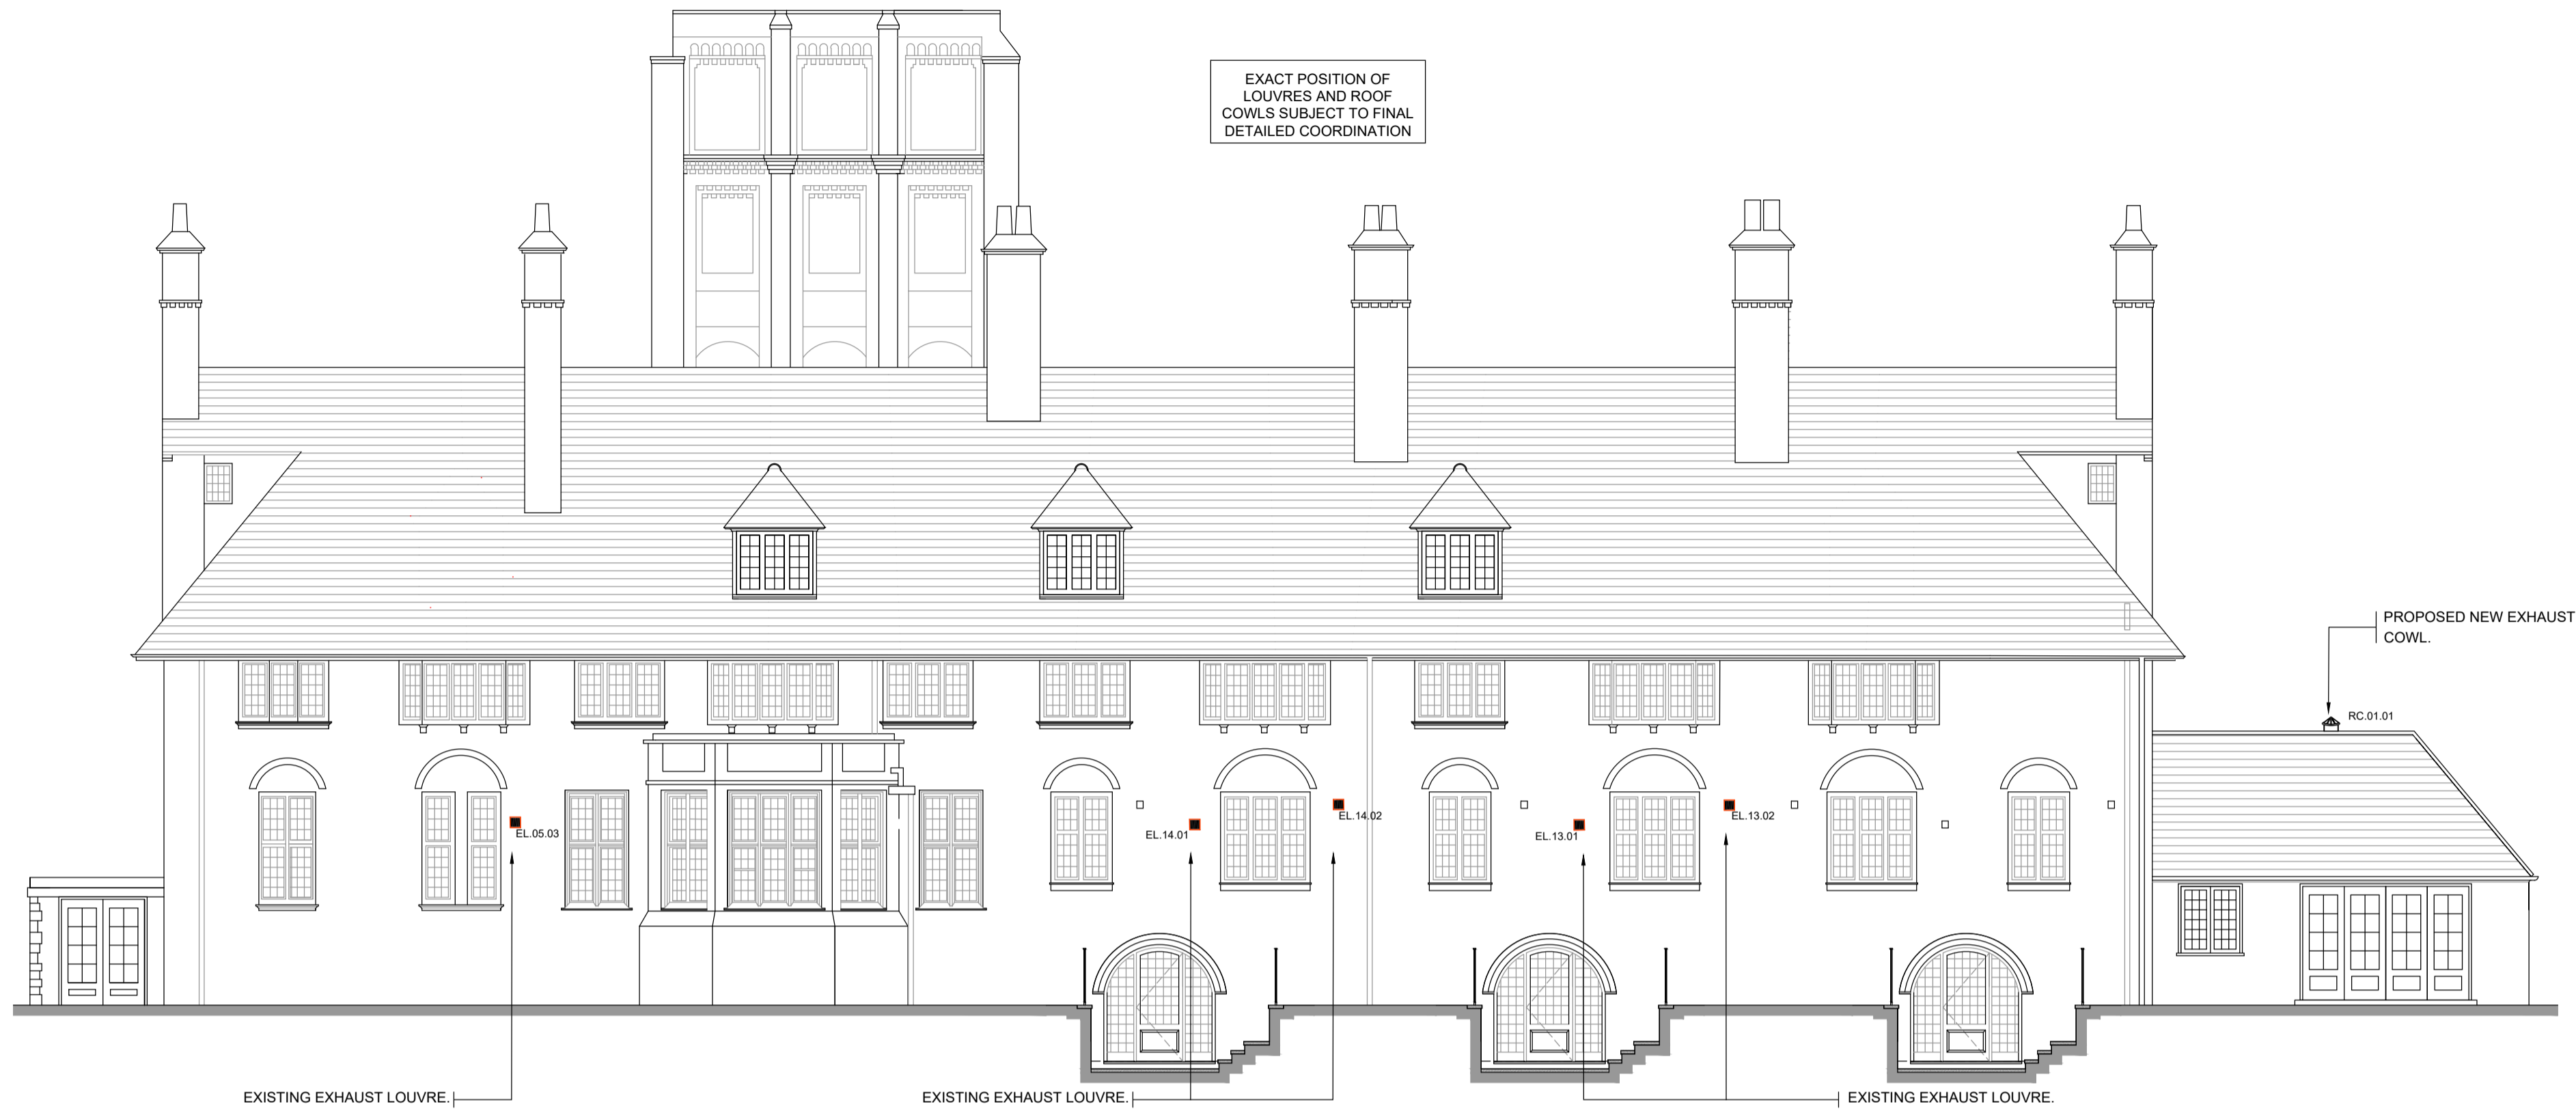 EXACT POSITION OF
LOUVRES AND ROOF
COWLS SUBJECT TO FINAL
DETAILED COORDINATION
PROPOSED NEW EXHAUST
COWL.
RC.01.01
EL.05.03
EL.14.01
EL.14.02
EL.13.01
EL.13.02
EXISTING EXHAUST LOUVRE.
EXISTING EXHAUST LOUVRE.
EXISTING EXHAUST LOUVRE.